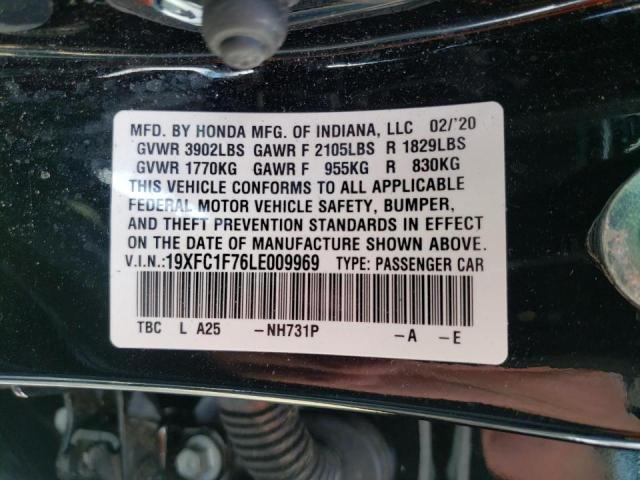 MFD. BY HONDA MFG. OF INDIANA, LLC 02/'20
GVWR 3902LBS GAWR F 2105LBS R 1829LBS
GVWR 1770KG GAWR F 955KG R 830KG
THIS VEHICLE CONFORMS TO ALL APPLICABLE
FEDERAL MOTOR VEHICLE SAFETY, BUMPER,
AND THEFT PREVENTION STANDARDS IN EFFECT
ON THE DATE OF MANUFACTURE SHOWN ABOVE.
V.I.N.:19XFC1F76LE009969 TYPE: PASSENGER CAR
TBC L A25 -NH731P -A -E